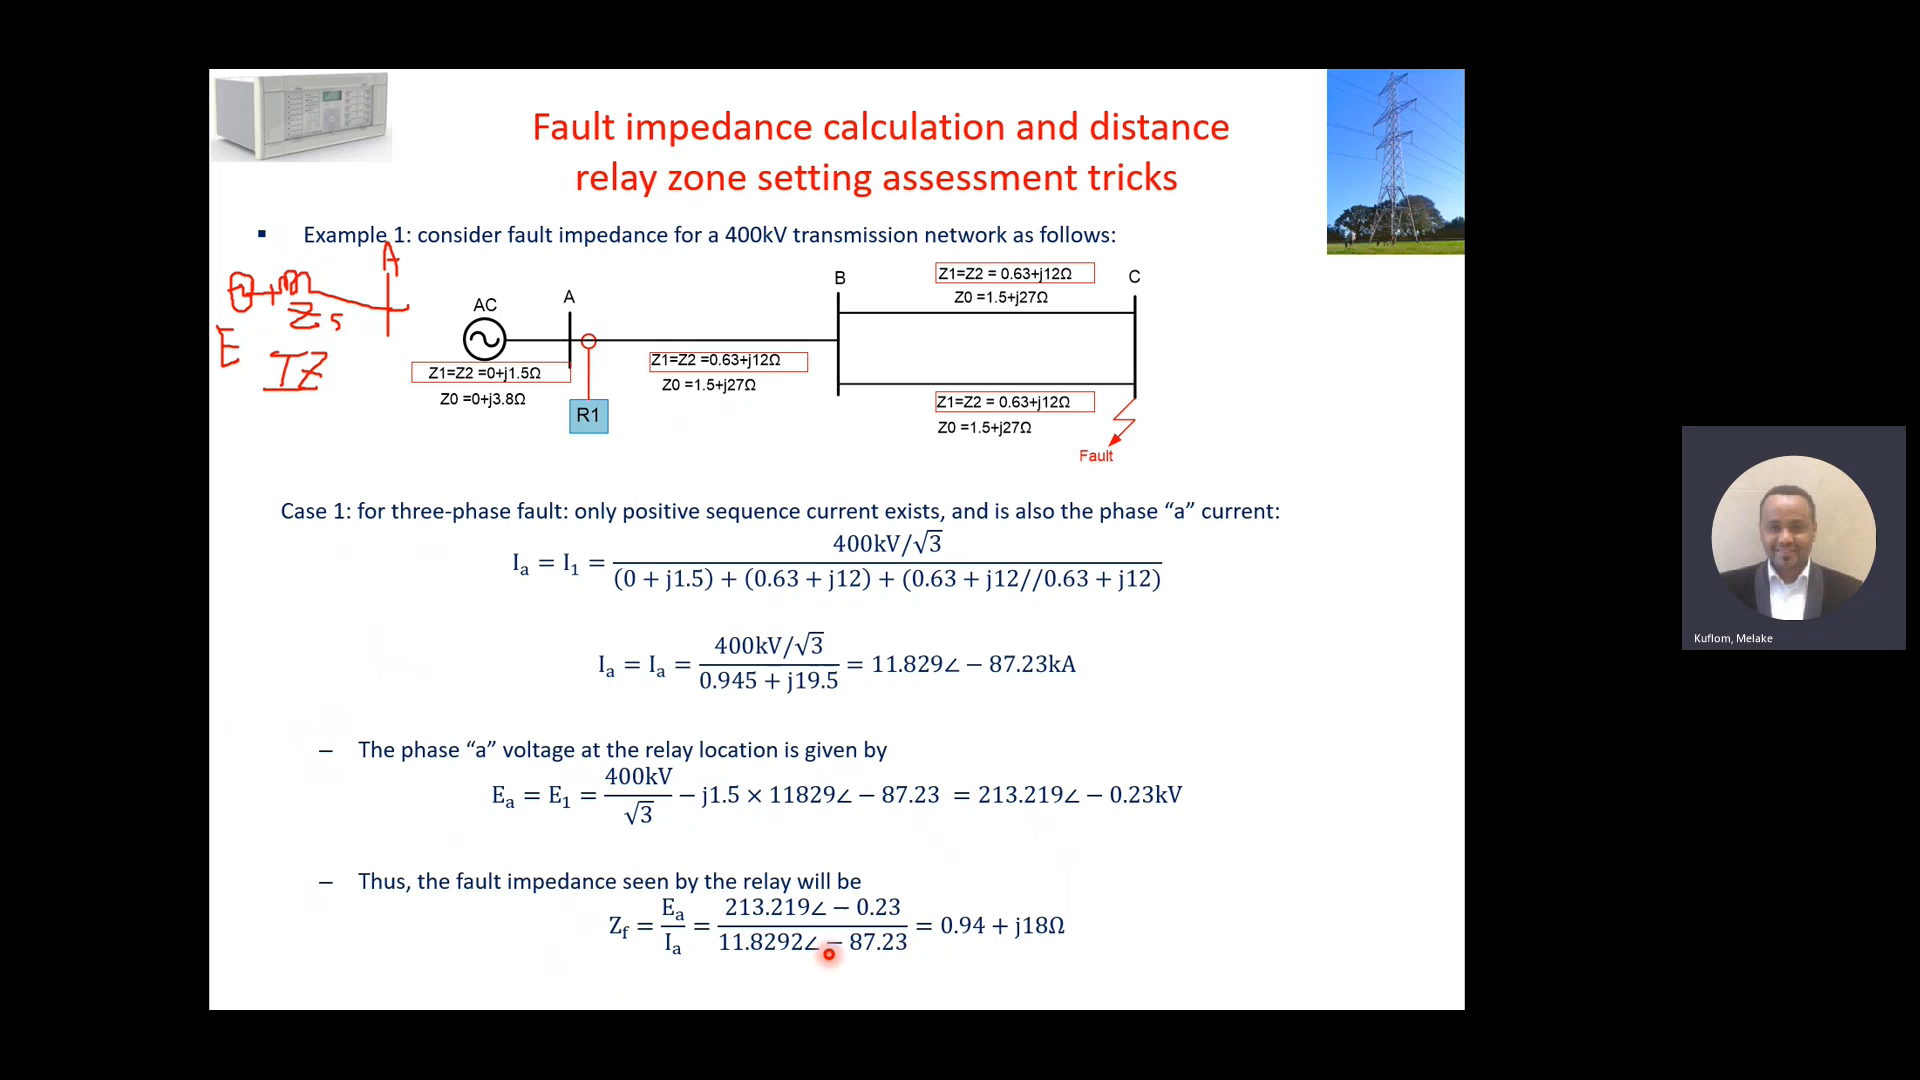 Fault impedance calculation and distance
relay zone setting assessment tricks
▪ Example 1: consider fault impedance for a 400kV transmission network as follows:
A
E
Zs
IZ
AC
A
B
C
Z1=Z2 =0+j1.5Ω
Z0 =0+j3.8Ω
R1
Z1=Z2 =0.63+j12Ω
Z0 =1.5+j27Ω
Z1=Z2 = 0.63+j12Ω
Z0 =1.5+j27Ω
Z1=Z2 = 0.63+j12Ω
Z0 =1.5+j27Ω
Fault
Case 1: for three-phase fault: only positive sequence current exists, and is also the phase “a” current:
Ia = I1 = 400kV/√3 / (0 + j1.5) + (0.63 + j12) + (0.63 + j12//0.63 + j12)
Ia = Ia = 400kV/√3 / 0.945 + j19.5 = 11.829∠ − 87.23kA
– The phase “a” voltage at the relay location is given by
Ea = E1 = 400kV / √3 − j1.5 × 11829∠ − 87.23 = 213.219∠ − 0.23kV
– Thus, the fault impedance seen by the relay will be
Zf = Ea / Ia = 213.219∠ − 0.23 / 11.8292∠ − 87.23 = 0.94 + j18Ω
Kuflom, Melake